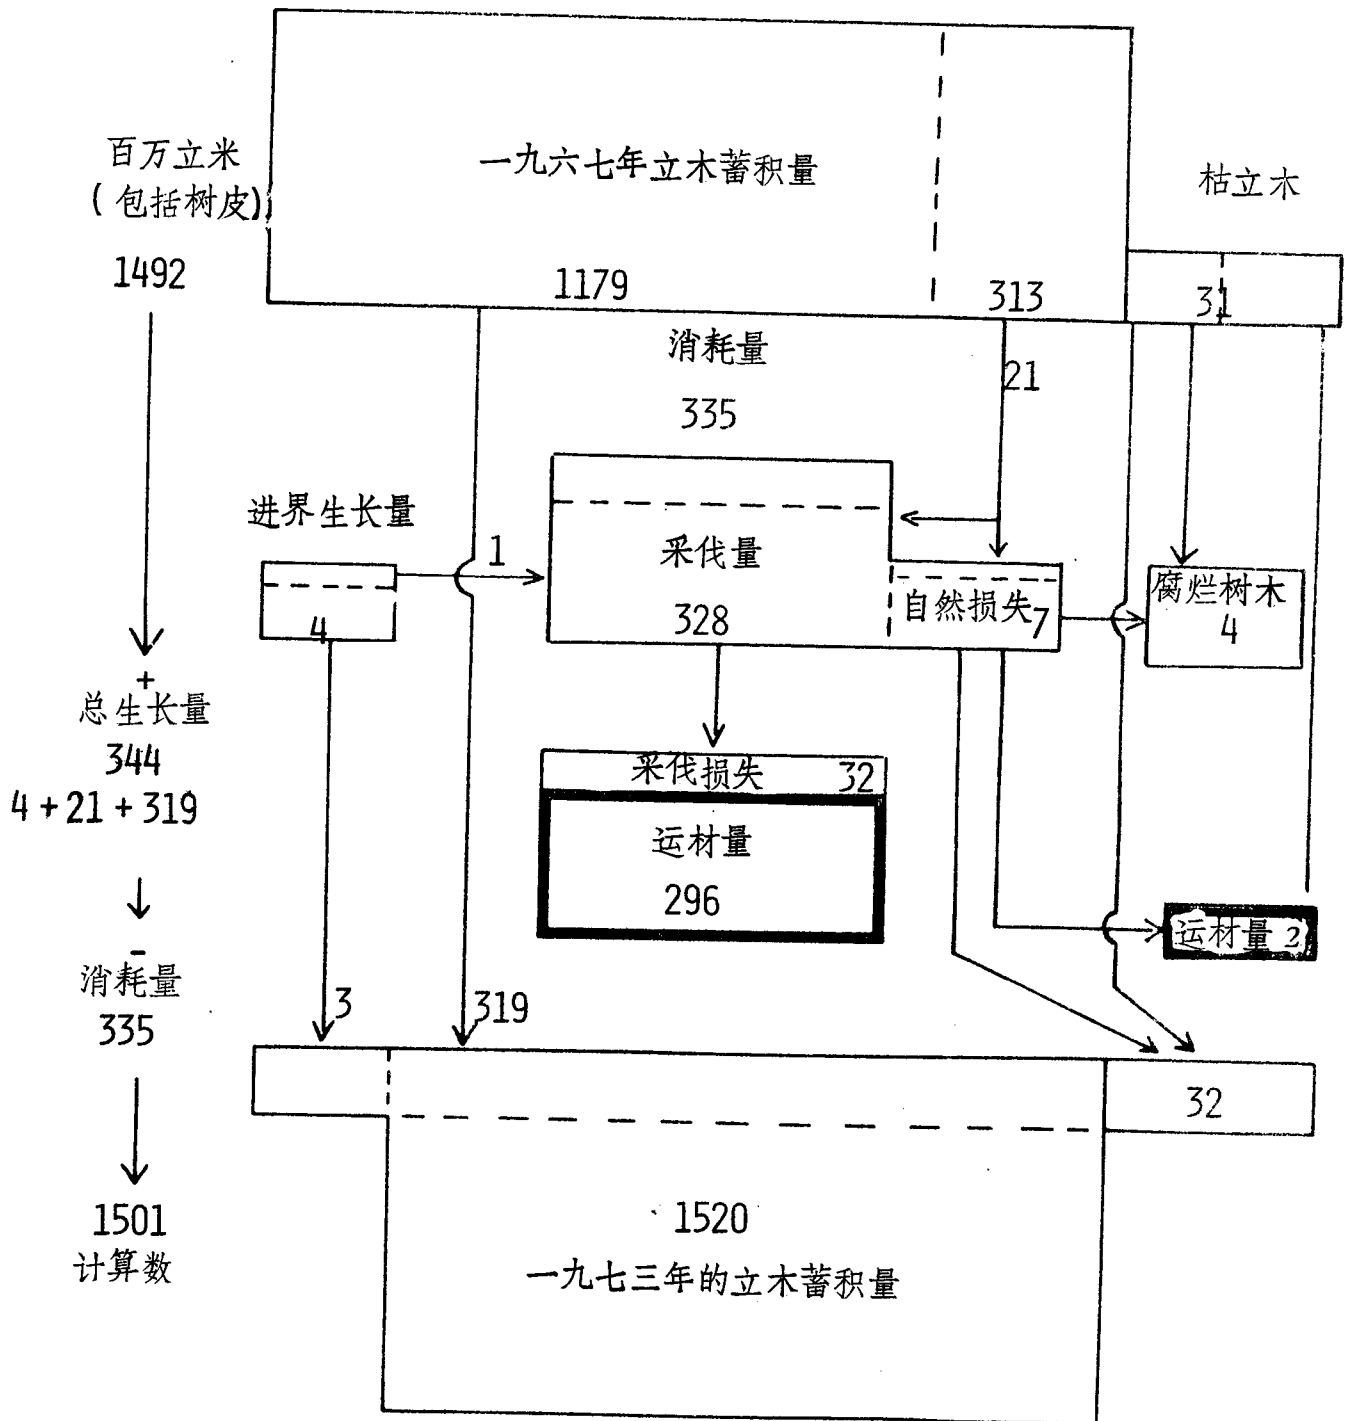 百万立米
(包括树皮)
1492
一九六七年立木蓄积量
1179
313
枯立木
31
消耗量
335
21
进界生长量
4
1
采伐量
328
自然损失 7
腐烂树木
4
+
总生长量
344
4+21+319
采伐损失 32
运材量
296
运材量 2
-
消耗量
335
3
319
32
1501
计算数
1520
一九七三年的立木蓄积量